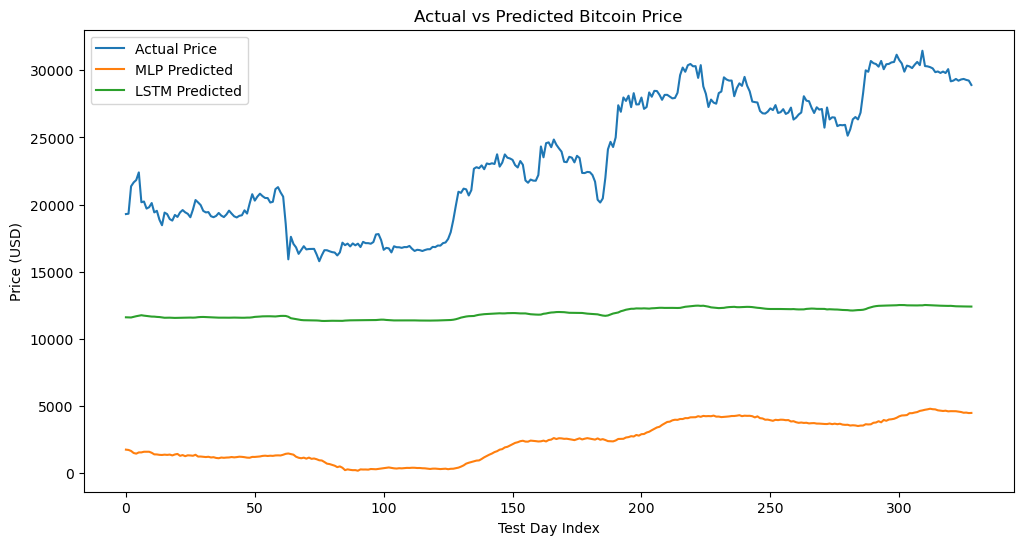 Actual vs Predicted Bitcoin Price
Actual Price
MLP Predicted
LSTM Predicted
Price (USD)
30000
25000
20000
15000
10000
5000
0
0 50 100 150 200 250 300
Test Day Index